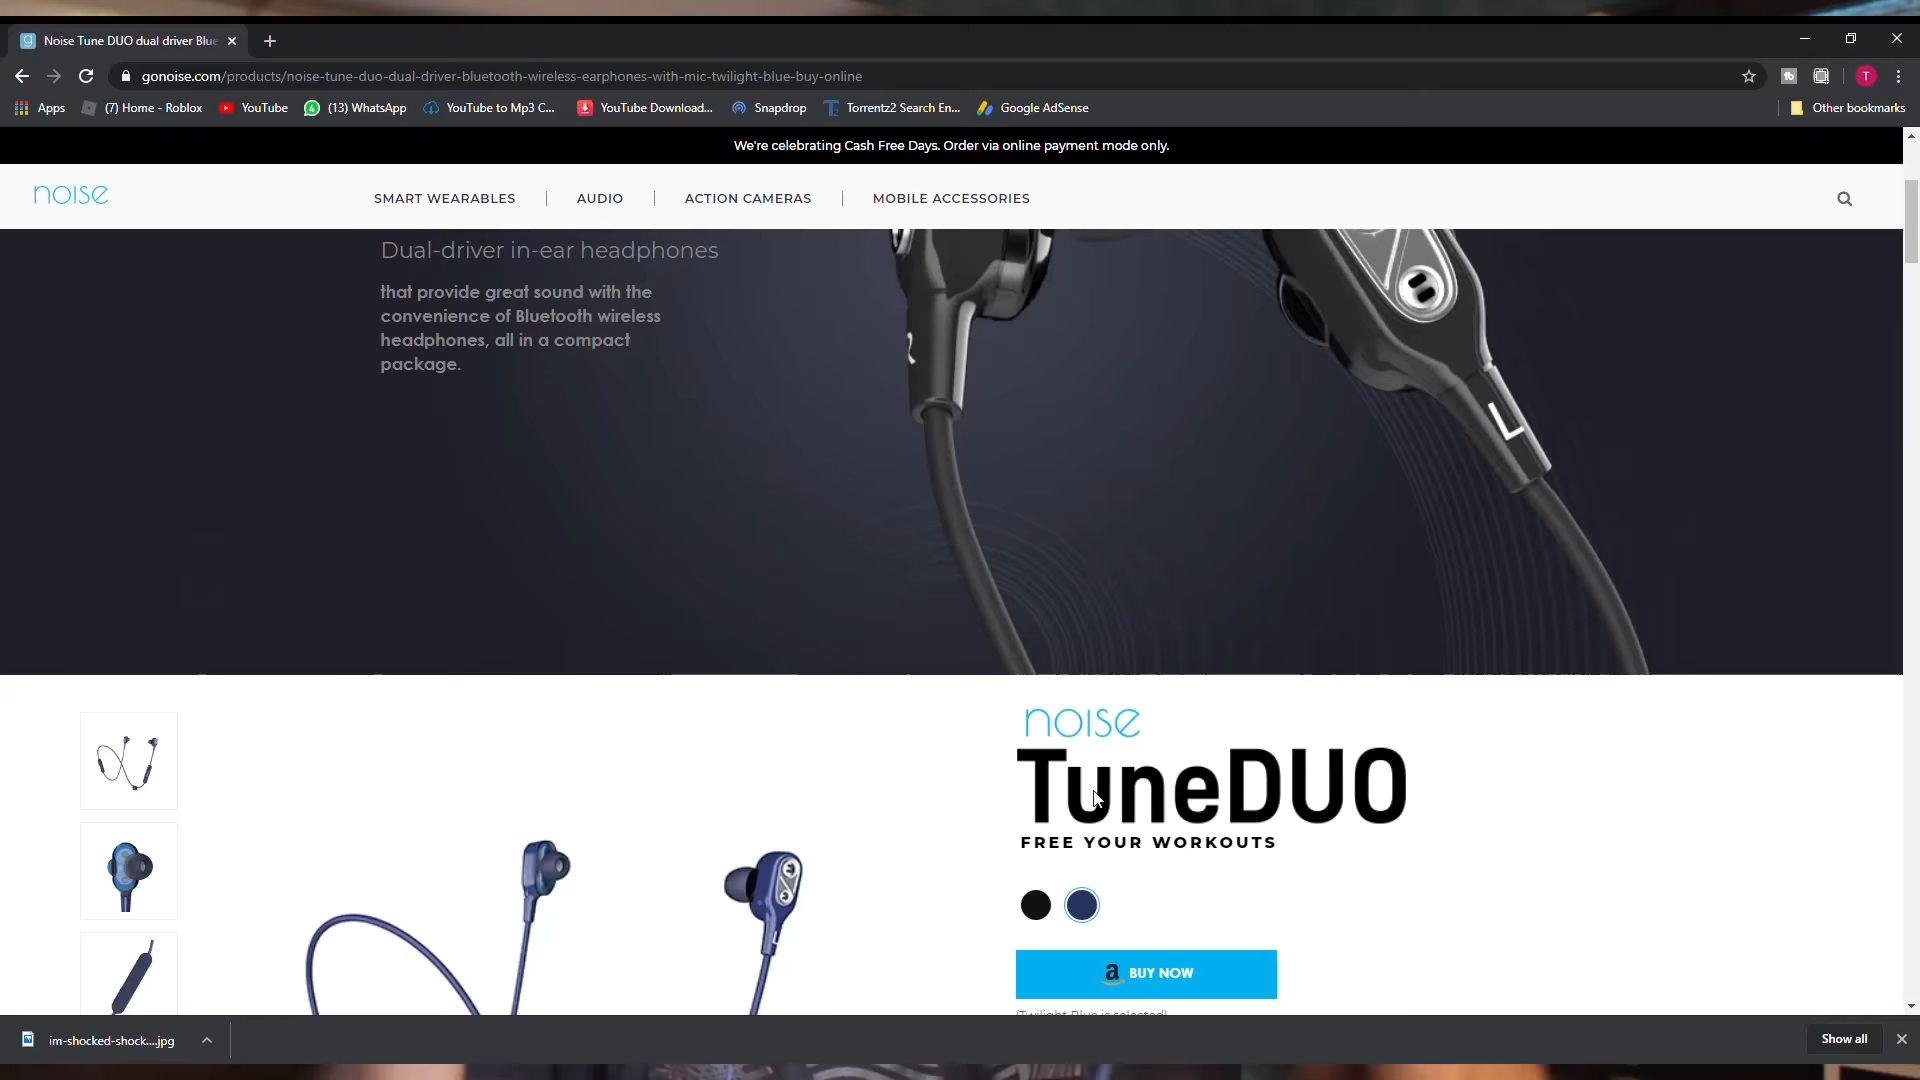 Noise Tune DUO dual driver Blue
gonoise.com/products/noise-tune-duo-dual-driver-bluetooth-wireless-earphones-with-mic-twilight-blue-buy-online
T
Apps
(7) Home - Roblox
YouTube
(13) WhatsApp
YouTube to Mp3 C...
YouTube Download...
Snapdrop
Torrentz2 Search En...
Google AdSense
Other bookmarks
We're celebrating Cash Free Days. Order via online payment mode only.
noise
SMART WEARABLES
AUDIO
ACTION CAMERAS
MOBILE ACCESSORIES
Dual-driver in-ear headphones
that provide great sound with the
convenience of Bluetooth wireless
headphones, all in a compact
package.
L
noise
TuneDUO
FREE YOUR WORKOUTS
a BUY NOW
(Twilight Blue is selected)
im-shocked-shock....jpg
Show all